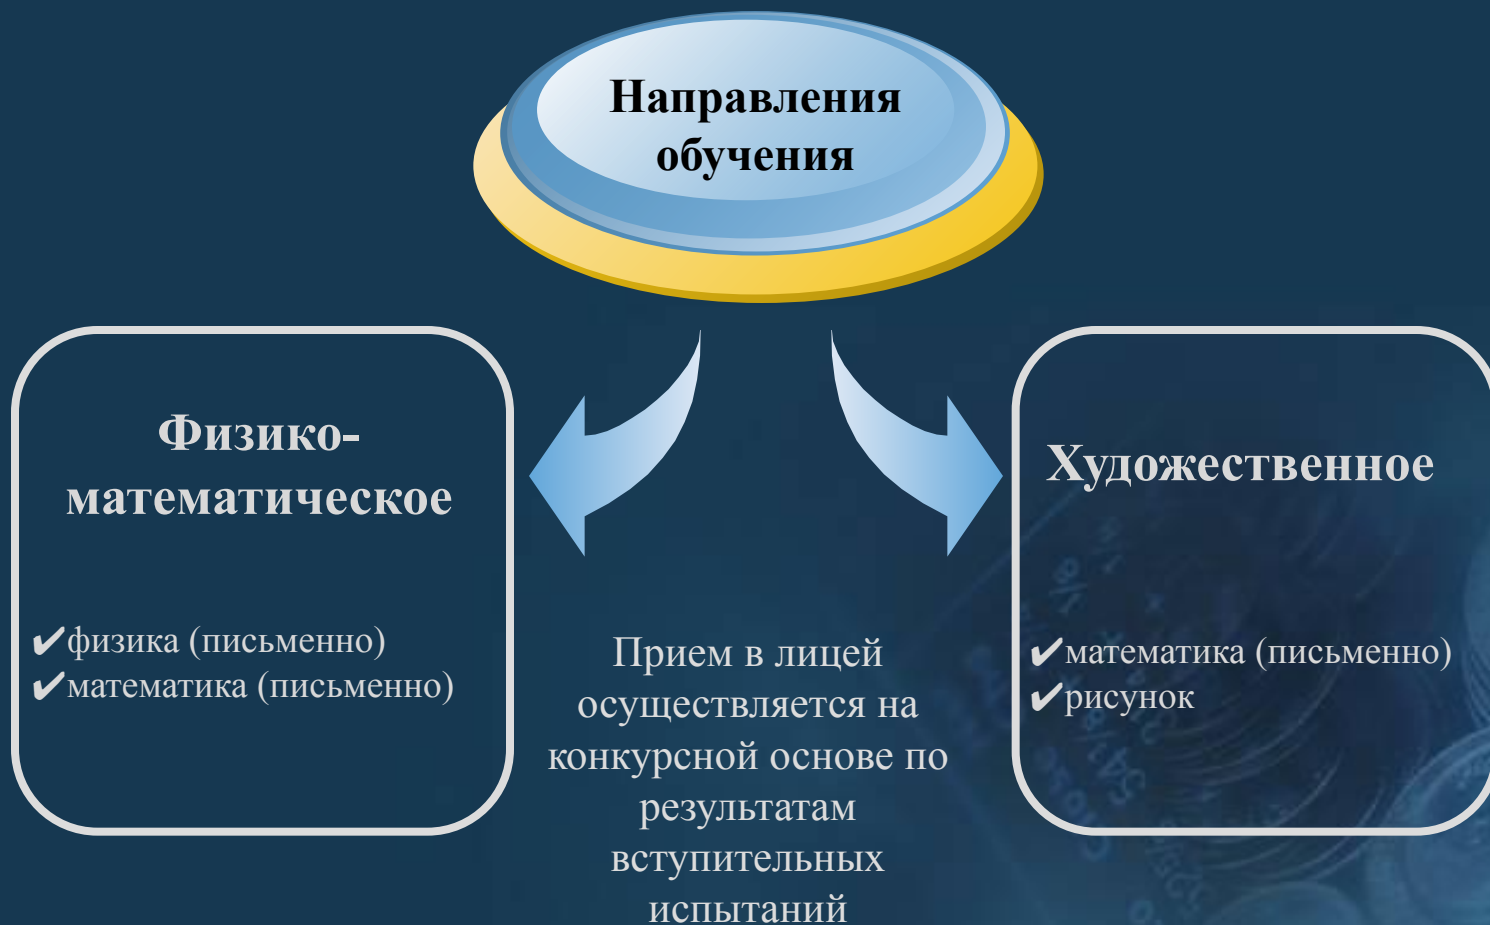 Направления
обучения
Физико-
математическое
✔физика (письменно)
✔математика (письменно)
Прием в лицей
осуществляется на
конкурсной основе по
результатам
вступительных
испытаний
Художественное
✔математика (письменно)
✔рисунок